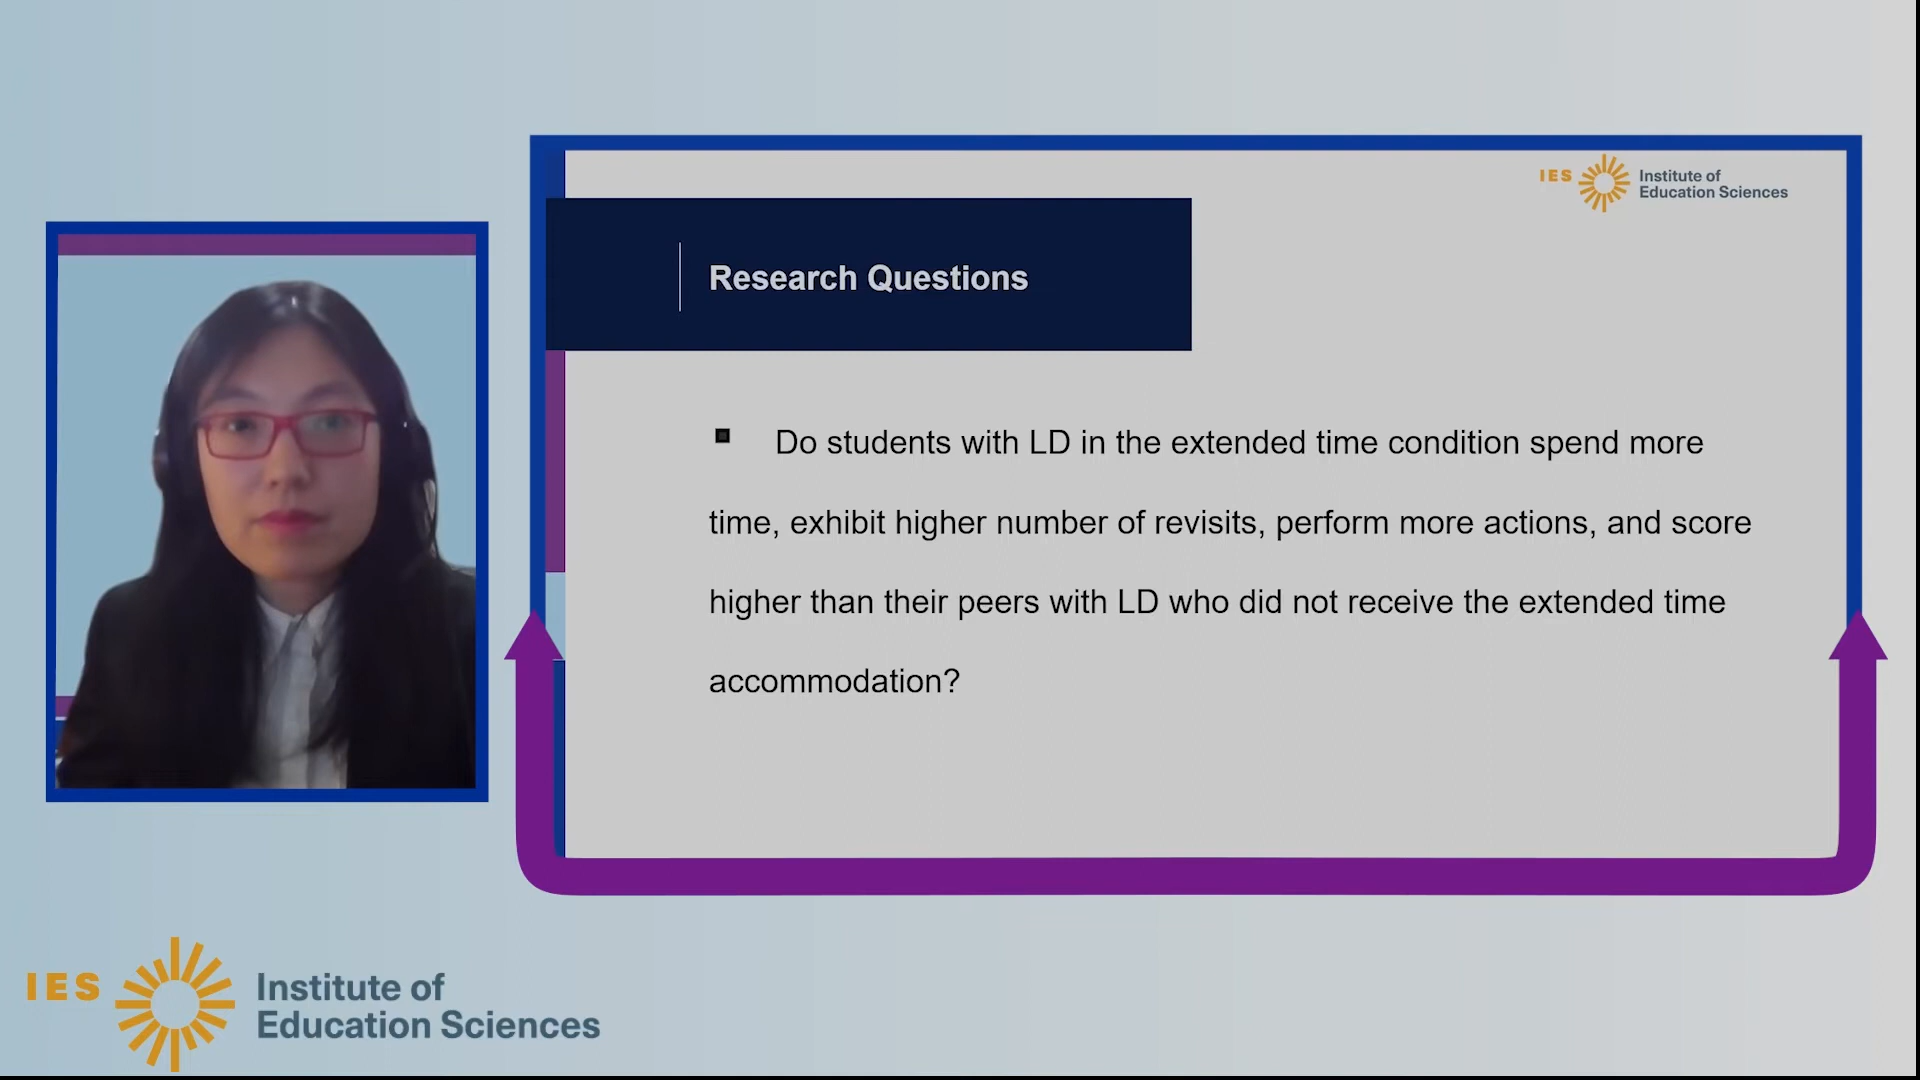 IES Institute of
Education Sciences
Research Questions
▪ Do students with LD in the extended time condition spend more
time, exhibit higher number of revisits, perform more actions, and score
higher than their peers with LD who did not receive the extended time
accommodation?
IES Institute of
Education Sciences